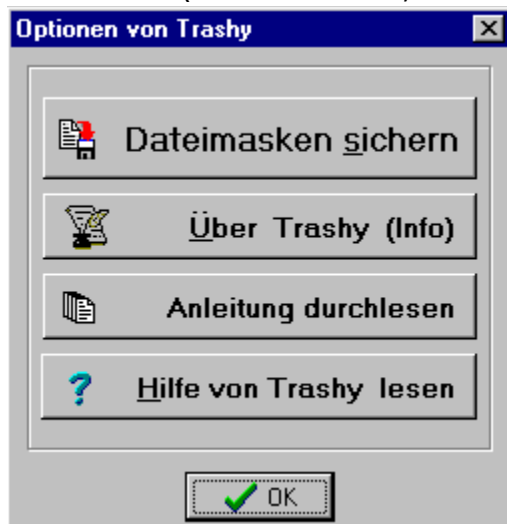 Optionen von Trashy
Dateimasken sichern
Über Trashy (Info)
Anleitung durchlesen
Hilfe von Trashy lesen
OK